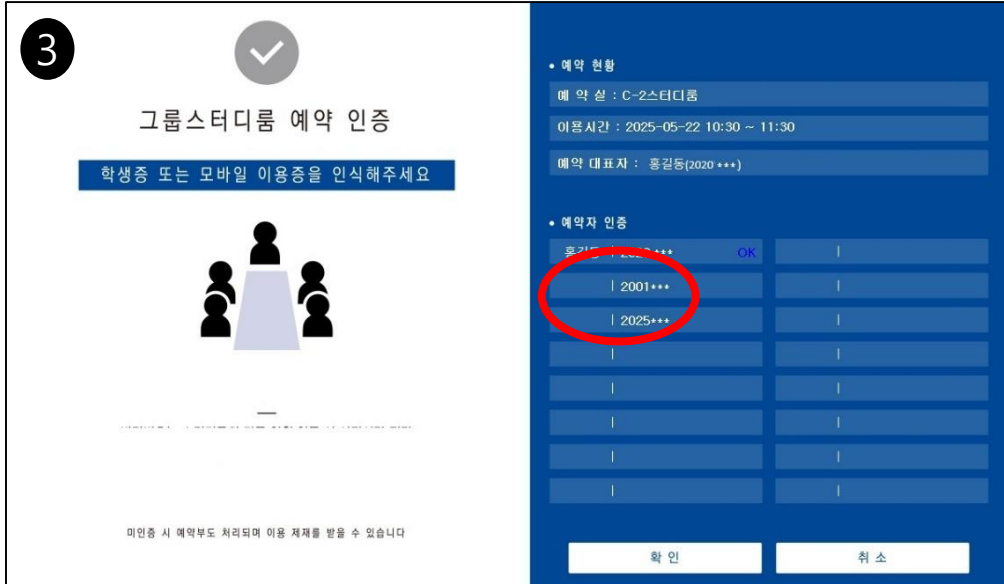 3
그룹스터디룸 예약 인증
학생증 또는 모바일 이용증을 인식해주세요
미인증 시 예약부도 처리되며 이용 제재를 받을 수 있습니다
• 예약 현황
예 약 실 : C-2스터디룸
이용시간 : 2025-05-22 10:30 ~ 11:30
예약 대표자 : 홍길동(2020***)
• 예약자 인증
홍길동 | *** OK |
| 2001*** |
| 2025*** |
| |
| |
| |
| |
| |
확 인 취 소